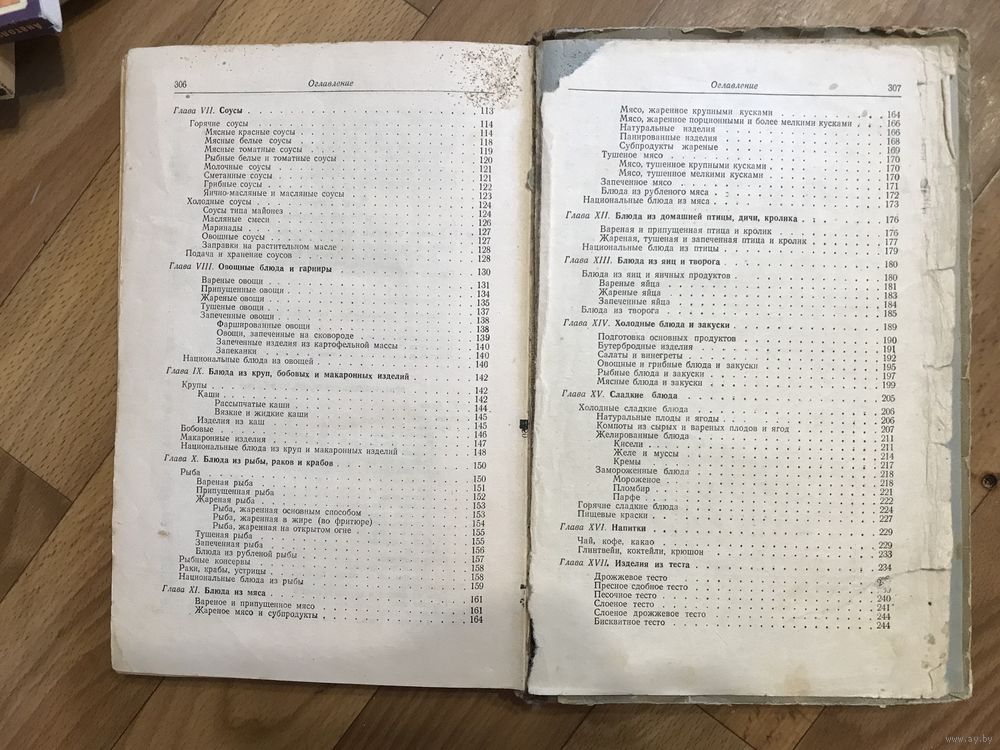 306 Оглавление
Глава VII. Соусы 113
Горячие соусы 114
Мясные красные соусы 114
Мясные белые соусы 118
Мясные томатные соусы 119
Рыбные белые и томатные соусы 120
Молочные соусы 121
Сметанные соусы 121
Грибные соусы 122
Яично-масляные и масляные соусы 123
Холодные соусы 124
Соусы типа майонез 124
Масляные смеси 126
Маринады 127
Овощные соусы 127
Заправки на растительном масле 128
Подача и хранение соусов 128
Глава VIII. Овощные блюда и гарниры 130
Вареные овощи 131
Припущенные овощи 134
Жареные овощи 135
Тушеные овощи 137
Запеченные овощи 138
Фаршированные овощи 138
Овощи, запеченные на сковороде 139
Запеченные изделия из картофельной массы 140
Запеканки 140
Национальные блюда из овощей 140
Глава IX. Блюда из круп, бобовых и макаронных изделий 142
Крупы 142
Каши 142
Рассыпчатые каши 144
Вязкие и жидкие каши 145
Изделия из каш 145
Бобовые 146
Макаронные изделия 147
Национальные блюда из круп и макаронных изделий 148
Глава X. Блюда из рыбы, раков и крабов 150
Рыба 150
Вареная рыба 151
Припущенная рыба 152
Жареная рыба 153
Рыба, жаренная основным способом 153
Рыба, жаренная в жире (во фритюре) 154
Рыба, жаренная на открытом огне 155
Тушеная рыба 155
Запеченная рыба 156
Блюда из рубленой рыбы 157
Рыбные консервы 158
Раки, крабы, устрицы 158
Национальные блюда из рыбы 159
Глава XI. Блюда из мяса 161
Вареное и припущенное мясо 161
Жареное мясо и субпродукты 164
Оглавление 307
Мясо, жаренное крупными кусками 164
Мясо, жаренное порционными и более мелкими кусками 166
Натуральные изделия 166
Панированные изделия 168
Субпродукты жареные 169
Тушеное мясо 170
Мясо, тушенное крупными кусками 170
Мясо, тушенное мелкими кусками 170
Запеченное мясо 171
Блюда из рубленого мяса 172
Национальные блюда из мяса 173
Глава XII. Блюда из домашней птицы, дичи, кролика 176
Вареная и припущенная птица и кролик 176
Жареная, тушеная и запеченная птица и кролик 177
Национальные блюда из птицы 179
Глава XIII. Блюда из яиц и творога 180
Блюда из яиц и яичных продуктов 180
Вареные яйца 181
Жареные яйца 183
Запеченные яйца 184
Блюда из творога 185
Глава XIV. Холодные блюда и закуски 189
Подготовка основных продуктов 190
Бутербродные изделия 191
Салаты и винегреты 192
Овощные и грибные блюда и закуски 195
Рыбные блюда и закуски 197
Мясные блюда и закуски 199
Глава XV. Сладкие блюда 205
Холодные сладкие блюда 206
Натуральные плоды и ягоды 206
Компоты из сырых и вареных плодов и ягод 207
Желированные блюда 211
Кисели 211
Желе и муссы 214
Кремы 217
Замороженные блюда 218
Мороженое 218
Пломбир 221
Парфе 222
Горячие сладкие блюда 224
Пищевые краски 227
Глава XVI. Напитки 229
Чай, кофе, какао 229
Глинтвейн, коктейли, крюшон 233
Глава XVII. Изделия из теста 234
Дрожжевое тесто
Пресное сдобное тесто
Песочное тесто 240
Слоеное тесто 241
Слоеное дрожжевое тесто 244
Бисквитное тесто 244
www.ay.by